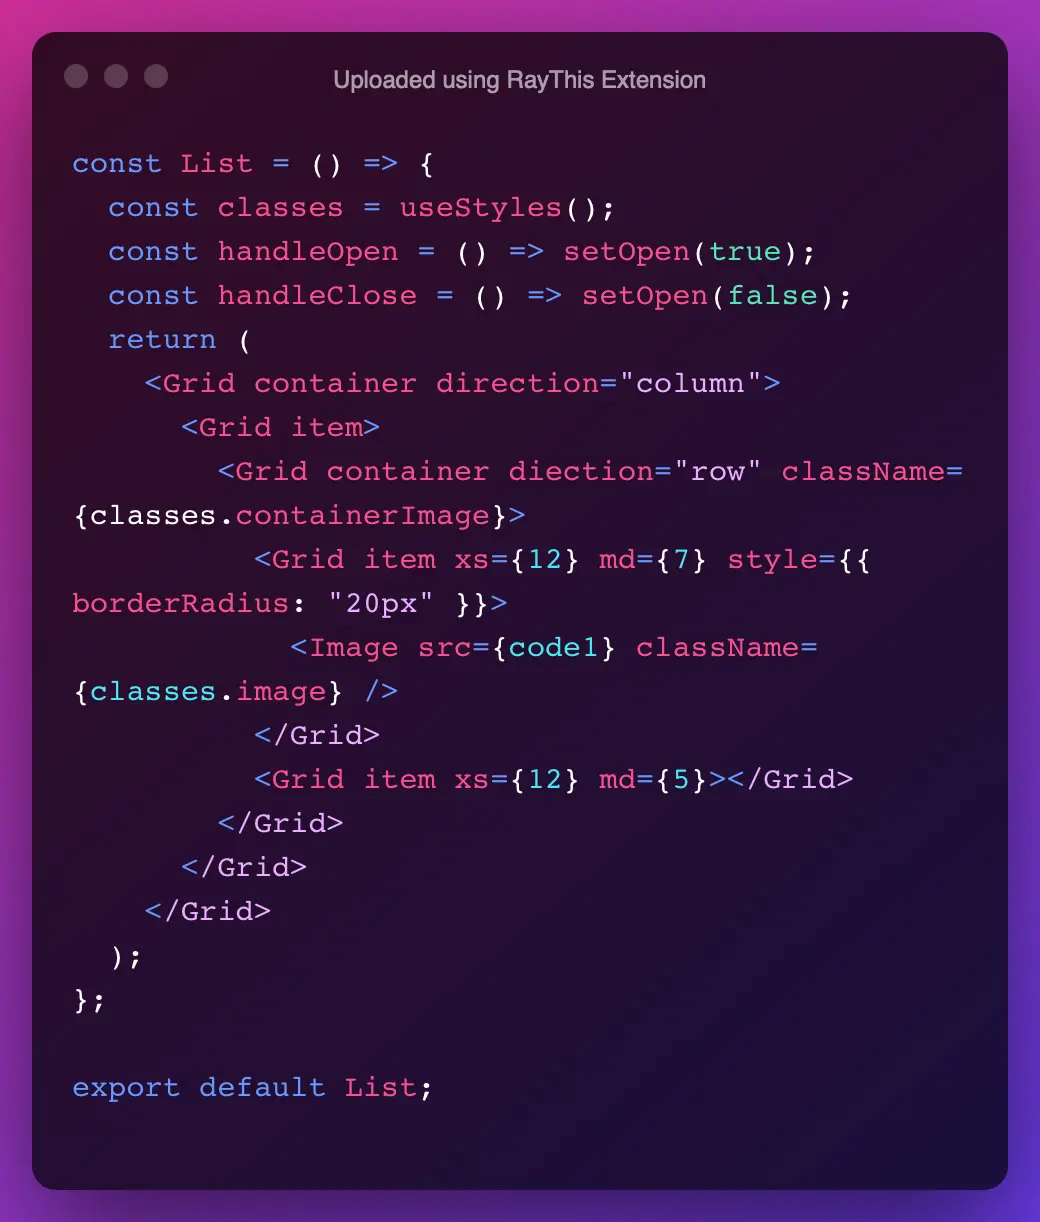 Uploaded using RayThis Extension
const List = () => {
  const classes = useStyles();
  const handleOpen = () => setOpen(true);
  const handleClose = () => setOpen(false);
  return (
    <Grid container direction="column">
      <Grid item>
        <Grid container diection="row" className=
{classes.containerImage}>
          <Grid item xs={12} md={7} style={{
borderRadius: "20px" }}>
            <Image src={code1} className=
{classes.image} />
          </Grid>
          <Grid item xs={12} md={5}></Grid>
        </Grid>
      </Grid>
    </Grid>
  );
};
export default List;